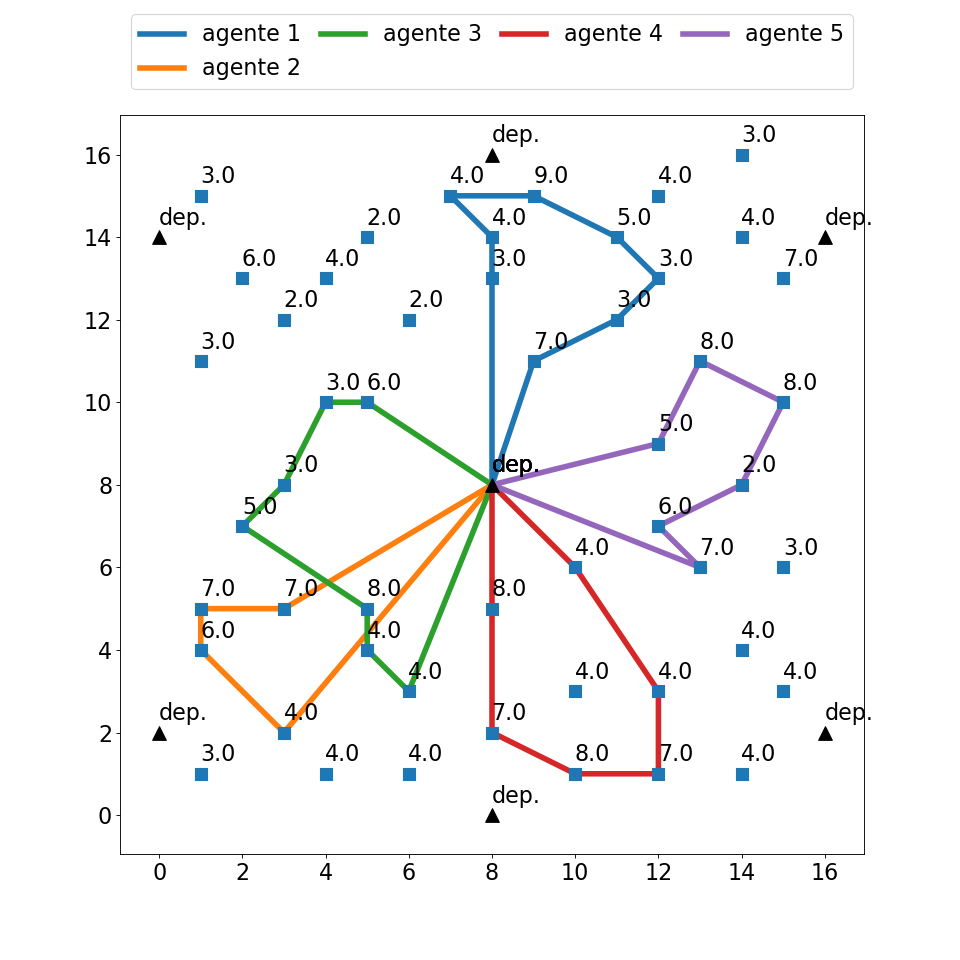 agente 1 agente 3 agente 4 agente 5
agente 2
dep. 3.0
16
3.0 4.0 9.0 4.0
dep. 2.0 4.0 5.0 4.0 dep.
14
6.0 4.0 3.0 3.0 7.0
2.0 2.0 3.0
12
3.0 7.0 8.0
3.0 6.0 8.0
10
5.0
3.0 dep. 2.0
8
5.0 6.0
4.0 7.0 3.0
6
7.0 7.0 8.0 8.0
6.0 4.0 4.0
4
4.0 4.0 4.0 4.0
dep. 4.0 7.0 dep.
2
3.0 4.0 4.0 8.0 7.0 4.0
dep.
0
0 2 4 6 8 10 12 14 16